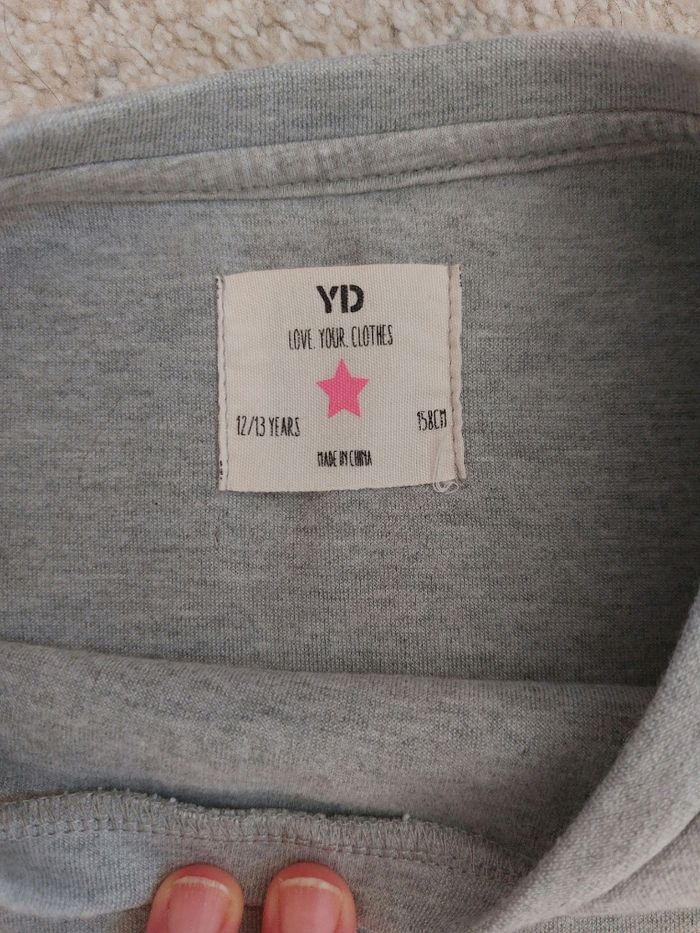 YD
LOVE. YOUR. CLOTHES
12/13 YEARS 158CM
MADE IN CHINA